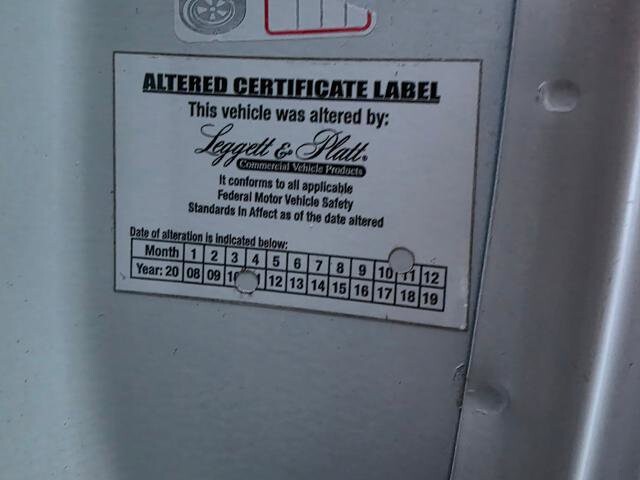 ALTERED CERTIFICATE LABEL
This vehicle was altered by:
Leggett & Platt®
Commercial Vehicle Products
It conforms to all applicable
Federal Motor Vehicle Safety
Standards In Affect as of the date altered
Date of alteration is indicated below:
Month 1 2 3 4 5 6 7 8 9 10 11 12
Year: 20 08 09 12 13 14 15 16 17 18 19